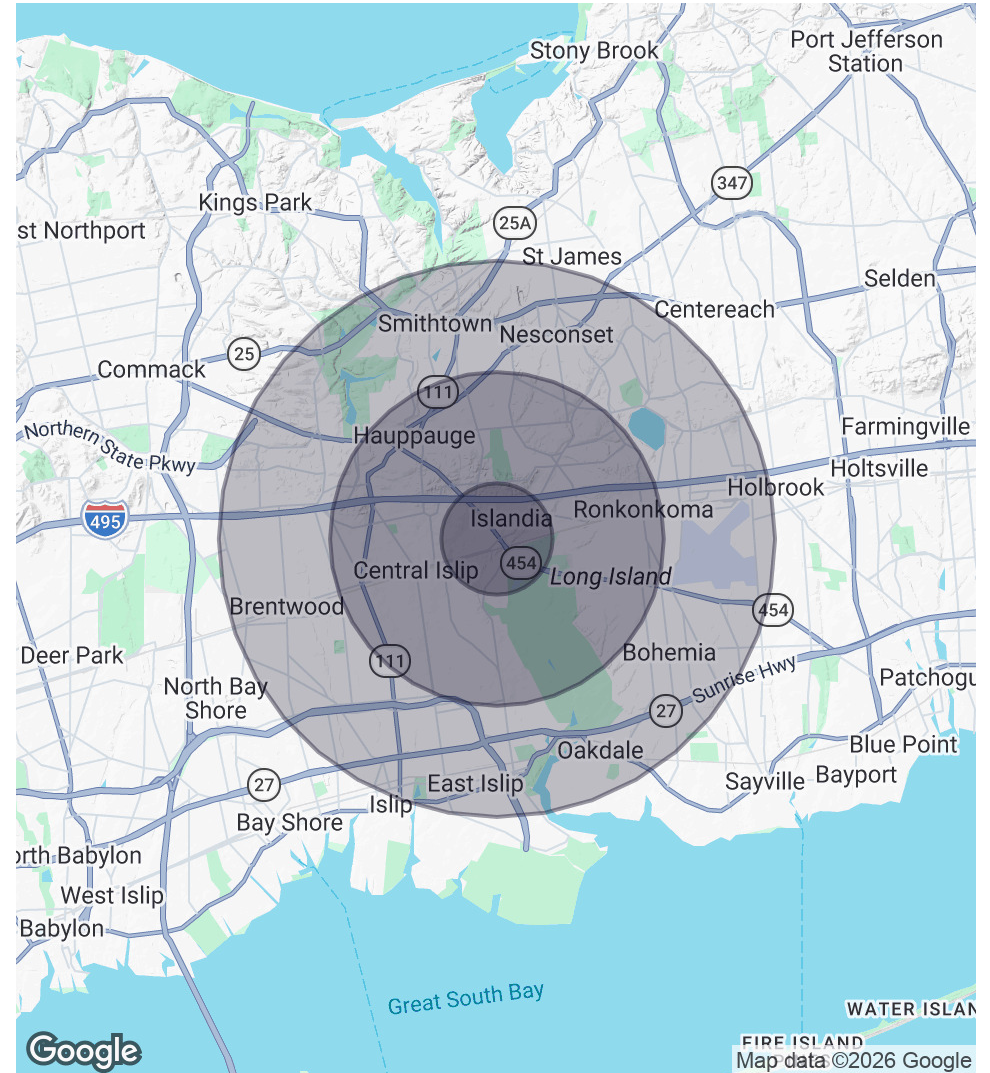 Stony Brook
Port Jefferson
Station
347
Kings Park
25A
st Northport
St James
Selden
Centereach
Smithtown
Nesconset
25
Commack
111
Farmingville
Hauppauge
Northern State Pkwy
Holtsville
Holbrook
495
Ronkonkoma
Islandia
454
Central Islip
Long Island
Brentwood
454
Deer Park
Bohemia
111
Sunrise Hwy
Patchogu
North Bay
Shore
27
Blue Point
Oakdale
Sayville
Bayport
27
East Islip
Islip
Bay Shore
orth Babylon
West Islip
Babylon
Great South Bay
WATER ISLAN
FIRE ISLAND
Google
Map data ©2026 Google